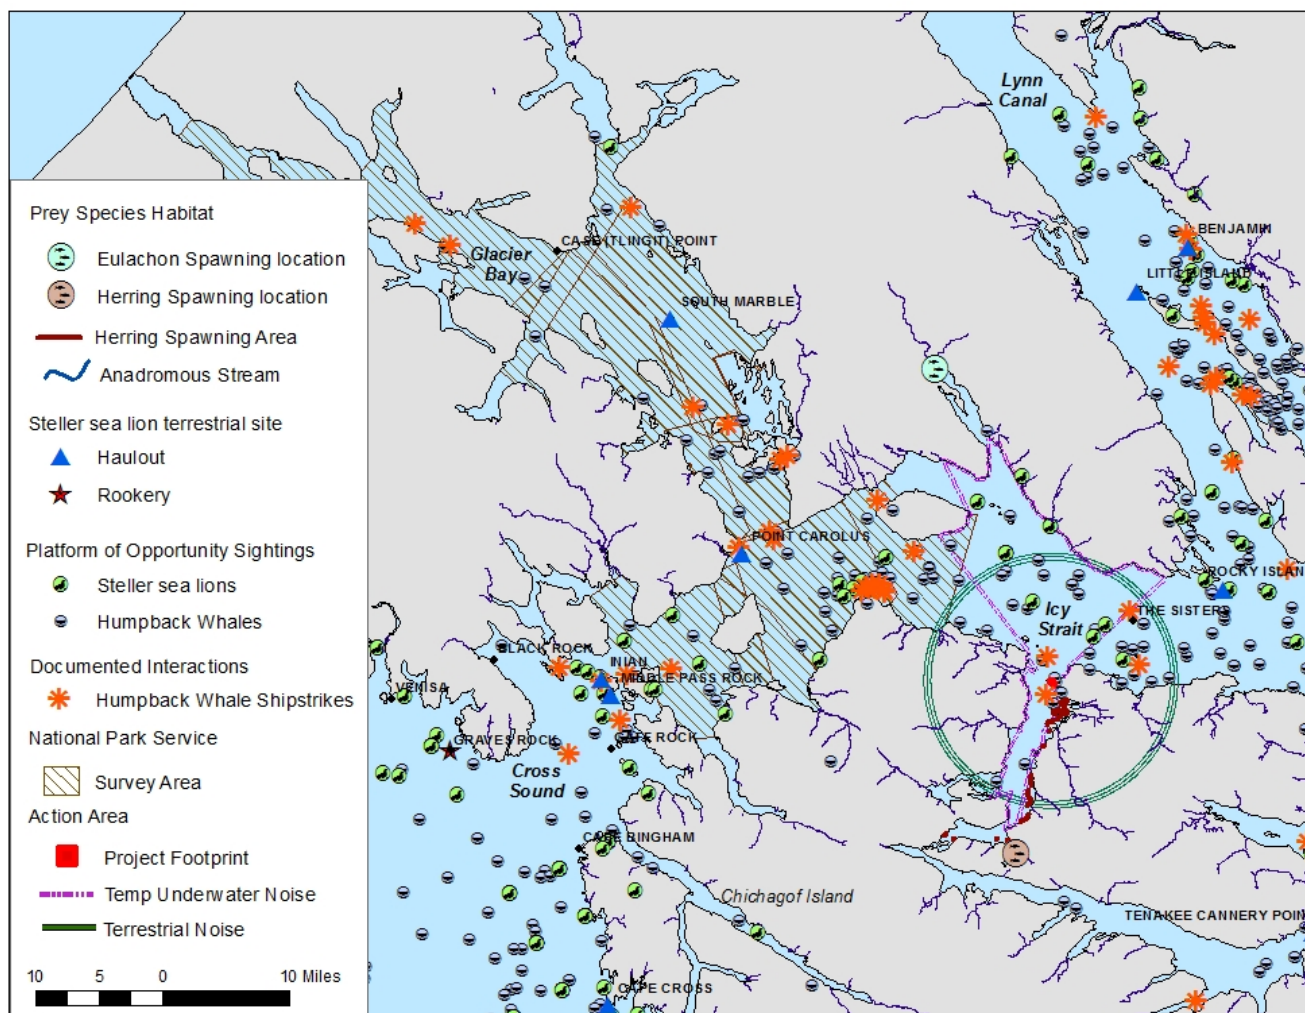 Lynn
Canal
BENJAMIN
CASE (TLINGIT) POINT
Glacier
Bay
LITTLE ISLAND
SOUTH MARBLE
POINT CAROLUS
ROCKY ISLAN
Icy
Strait
THE SISTERS
BLACK ROCK
INIAN
MIDDLE PASS ROCK
VENISA
GRAVES ROCK
Cross
Sound
CAPE BINGHAM
Chichagof Island
TENAKEE CANNERY POIN
CAPE CROSS
Prey Species Habitat
Eulachon Spawning location
Herring Spawning location
Herring Spawning Area
Anadromous Stream
Steller sea lion terrestrial site
Haulout
Rookery
Platform of Opportunity Sightings
Steller sea lions
Humpback Whales
Documented Interactions
Humpback Whale Shipstrikes
National Park Service
Survey Area
Action Area
Project Footprint
Temp Underwater Noise
Terrestrial Noise
10 5 0 10 Miles